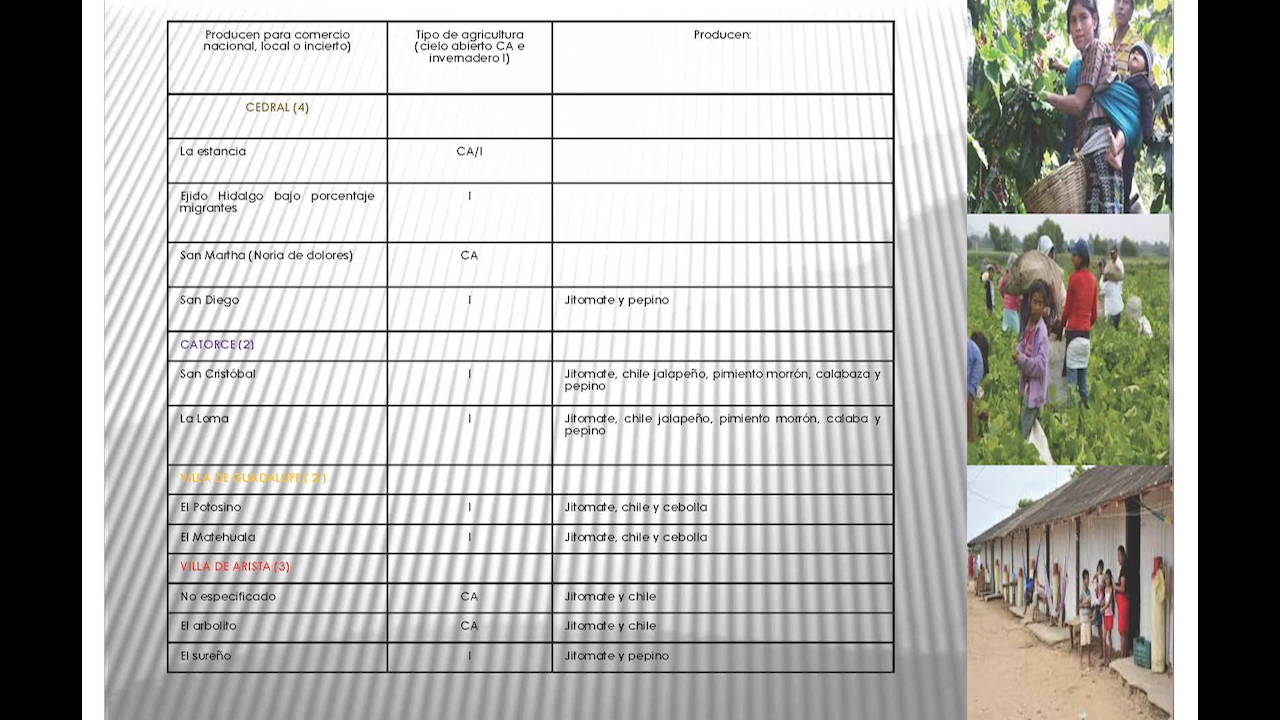 Producen para comercio
nacional, local o incierto)
Tipo de agricultura
(cielo abierto CA e
invernadero I)
Producen:
CEDRAL (4)
La estancia
CA/I
Ejido Hidalgo bajo porcentaje
migrantes
I
San Martha (Noria de dolores)
CA
San Diego
I
Jitomate y pepino
CATORCE (2)
San Cristóbal
I
Jitomate, chile jalapeño, pimiento morrón, calabaza y
pepino
La Loma
I
Jitomate, chile jalapeño, pimiento morrón, calaba y
pepino
VILLA DE GUADALUPE ( 2 )
El Potosino
I
Jitomate, chile y cebolla
El Matehuala
I
Jitomate, chile y cebolla
VILLA DE ARISTA (3)
No especificado
CA
Jitomate y chile
El arbolito
CA
Jitomate y chile
El sureño
I
Jitomate y pepino